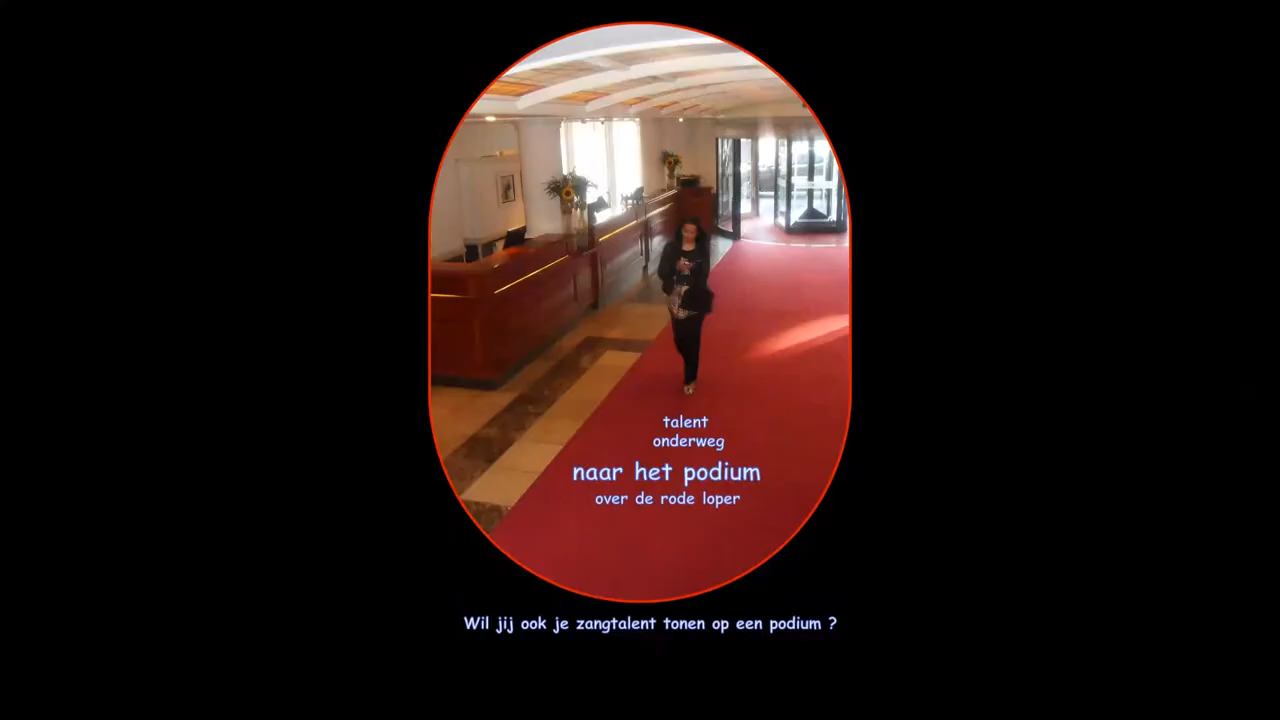 talent
onderweg
naar het podium
over de rode loper
Wil jij ook je zangtalent tonen op een podium ?